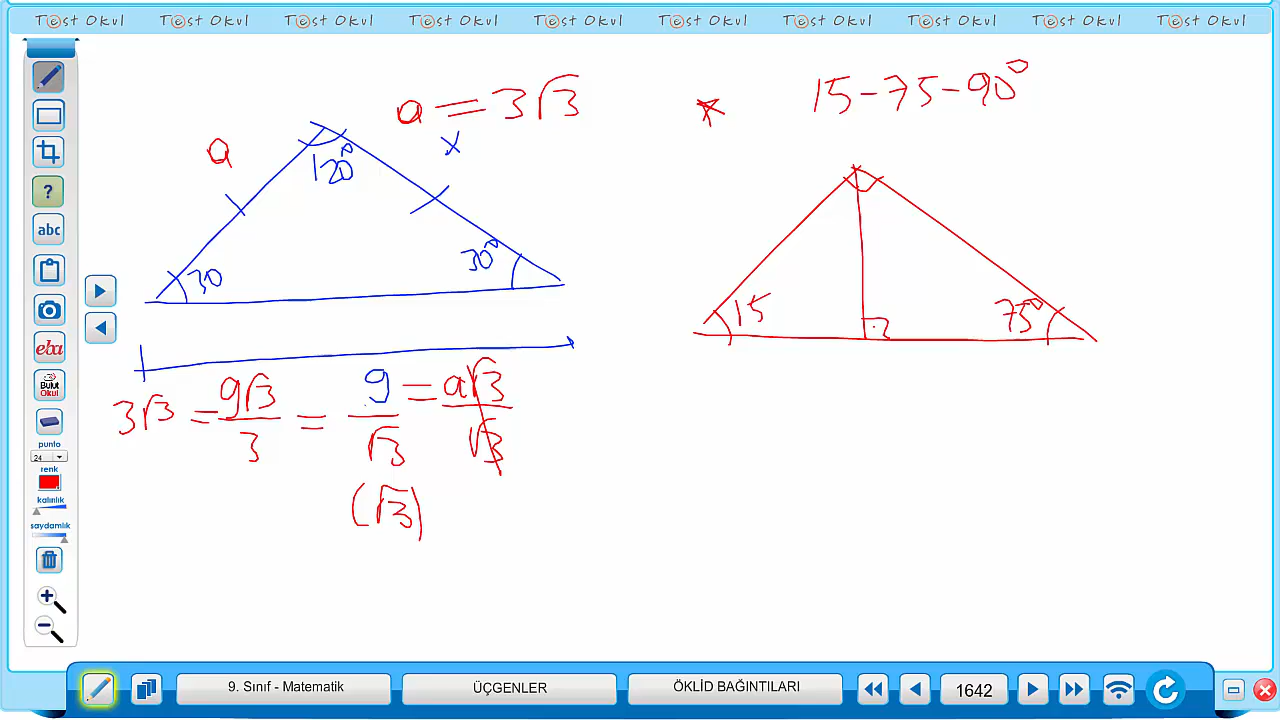 Test Okul Test Okul Test Okul Test Okul Test Okul Test Okul Test Okul Test Okul Test Okul Test Okul
a = 3√3
x
a
120°
30
30°
3√3 = 9√3/3 = 9/√3 = a√3/√3
(√3)
* 15-75-90°
15
75°
?
abc
eba
Bulut Okul
punto
24
renk
kalınlık
saydamlık
9. Sınıf - Matematik
ÜÇGENLER
ÖKLİD BAĞINTILARI
1642